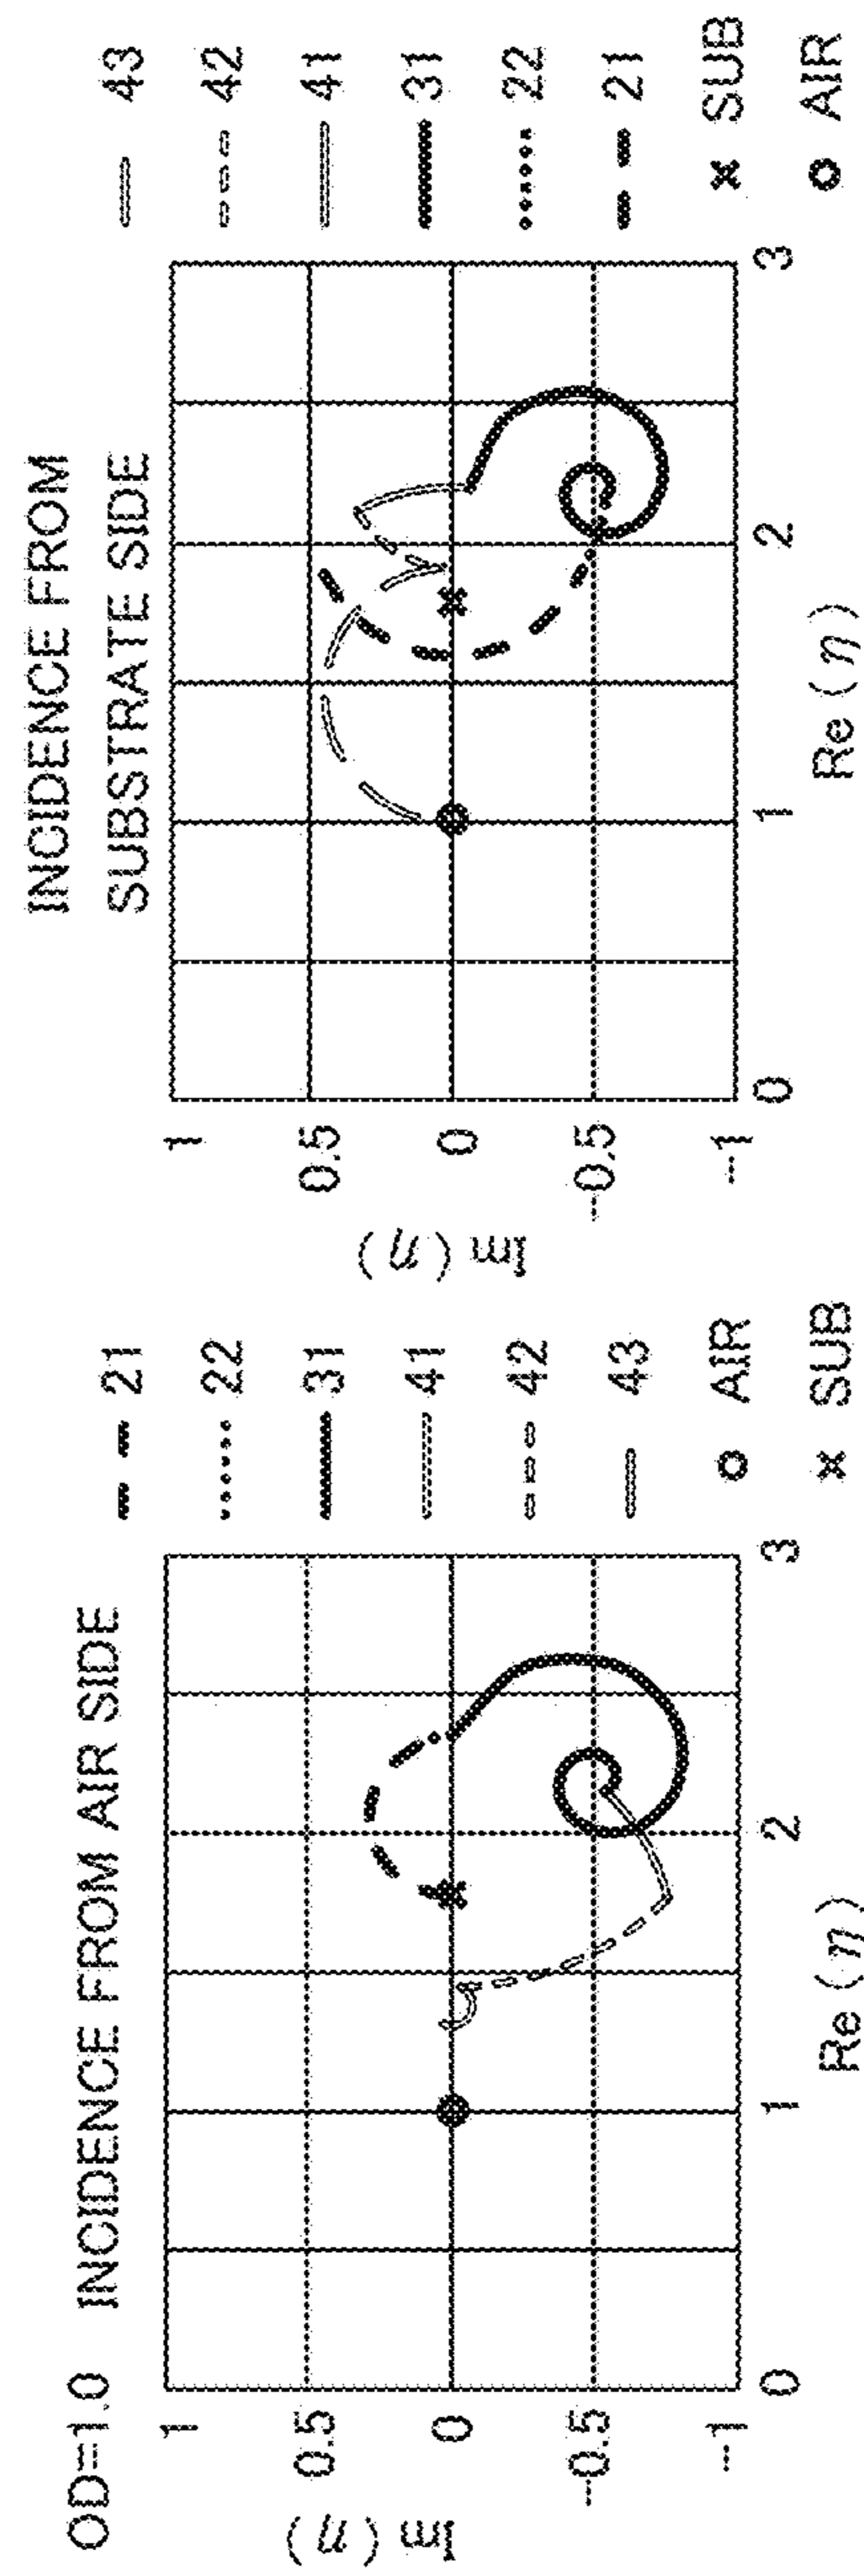 OD=1.0 INCIDENCE FROM AIR SIDE
Im(η)
1
0.5
0
-0.5
-1
0
1
2
3
Re(η)
21
22
31
41
42
43
AIR
SUB
INCIDENCE FROM
SUBSTRATE SIDE
Im(η)
1
0.5
0
-0.5
-1
0
1
2
3
Re(η)
43
42
41
31
22
21
SUB
AIR